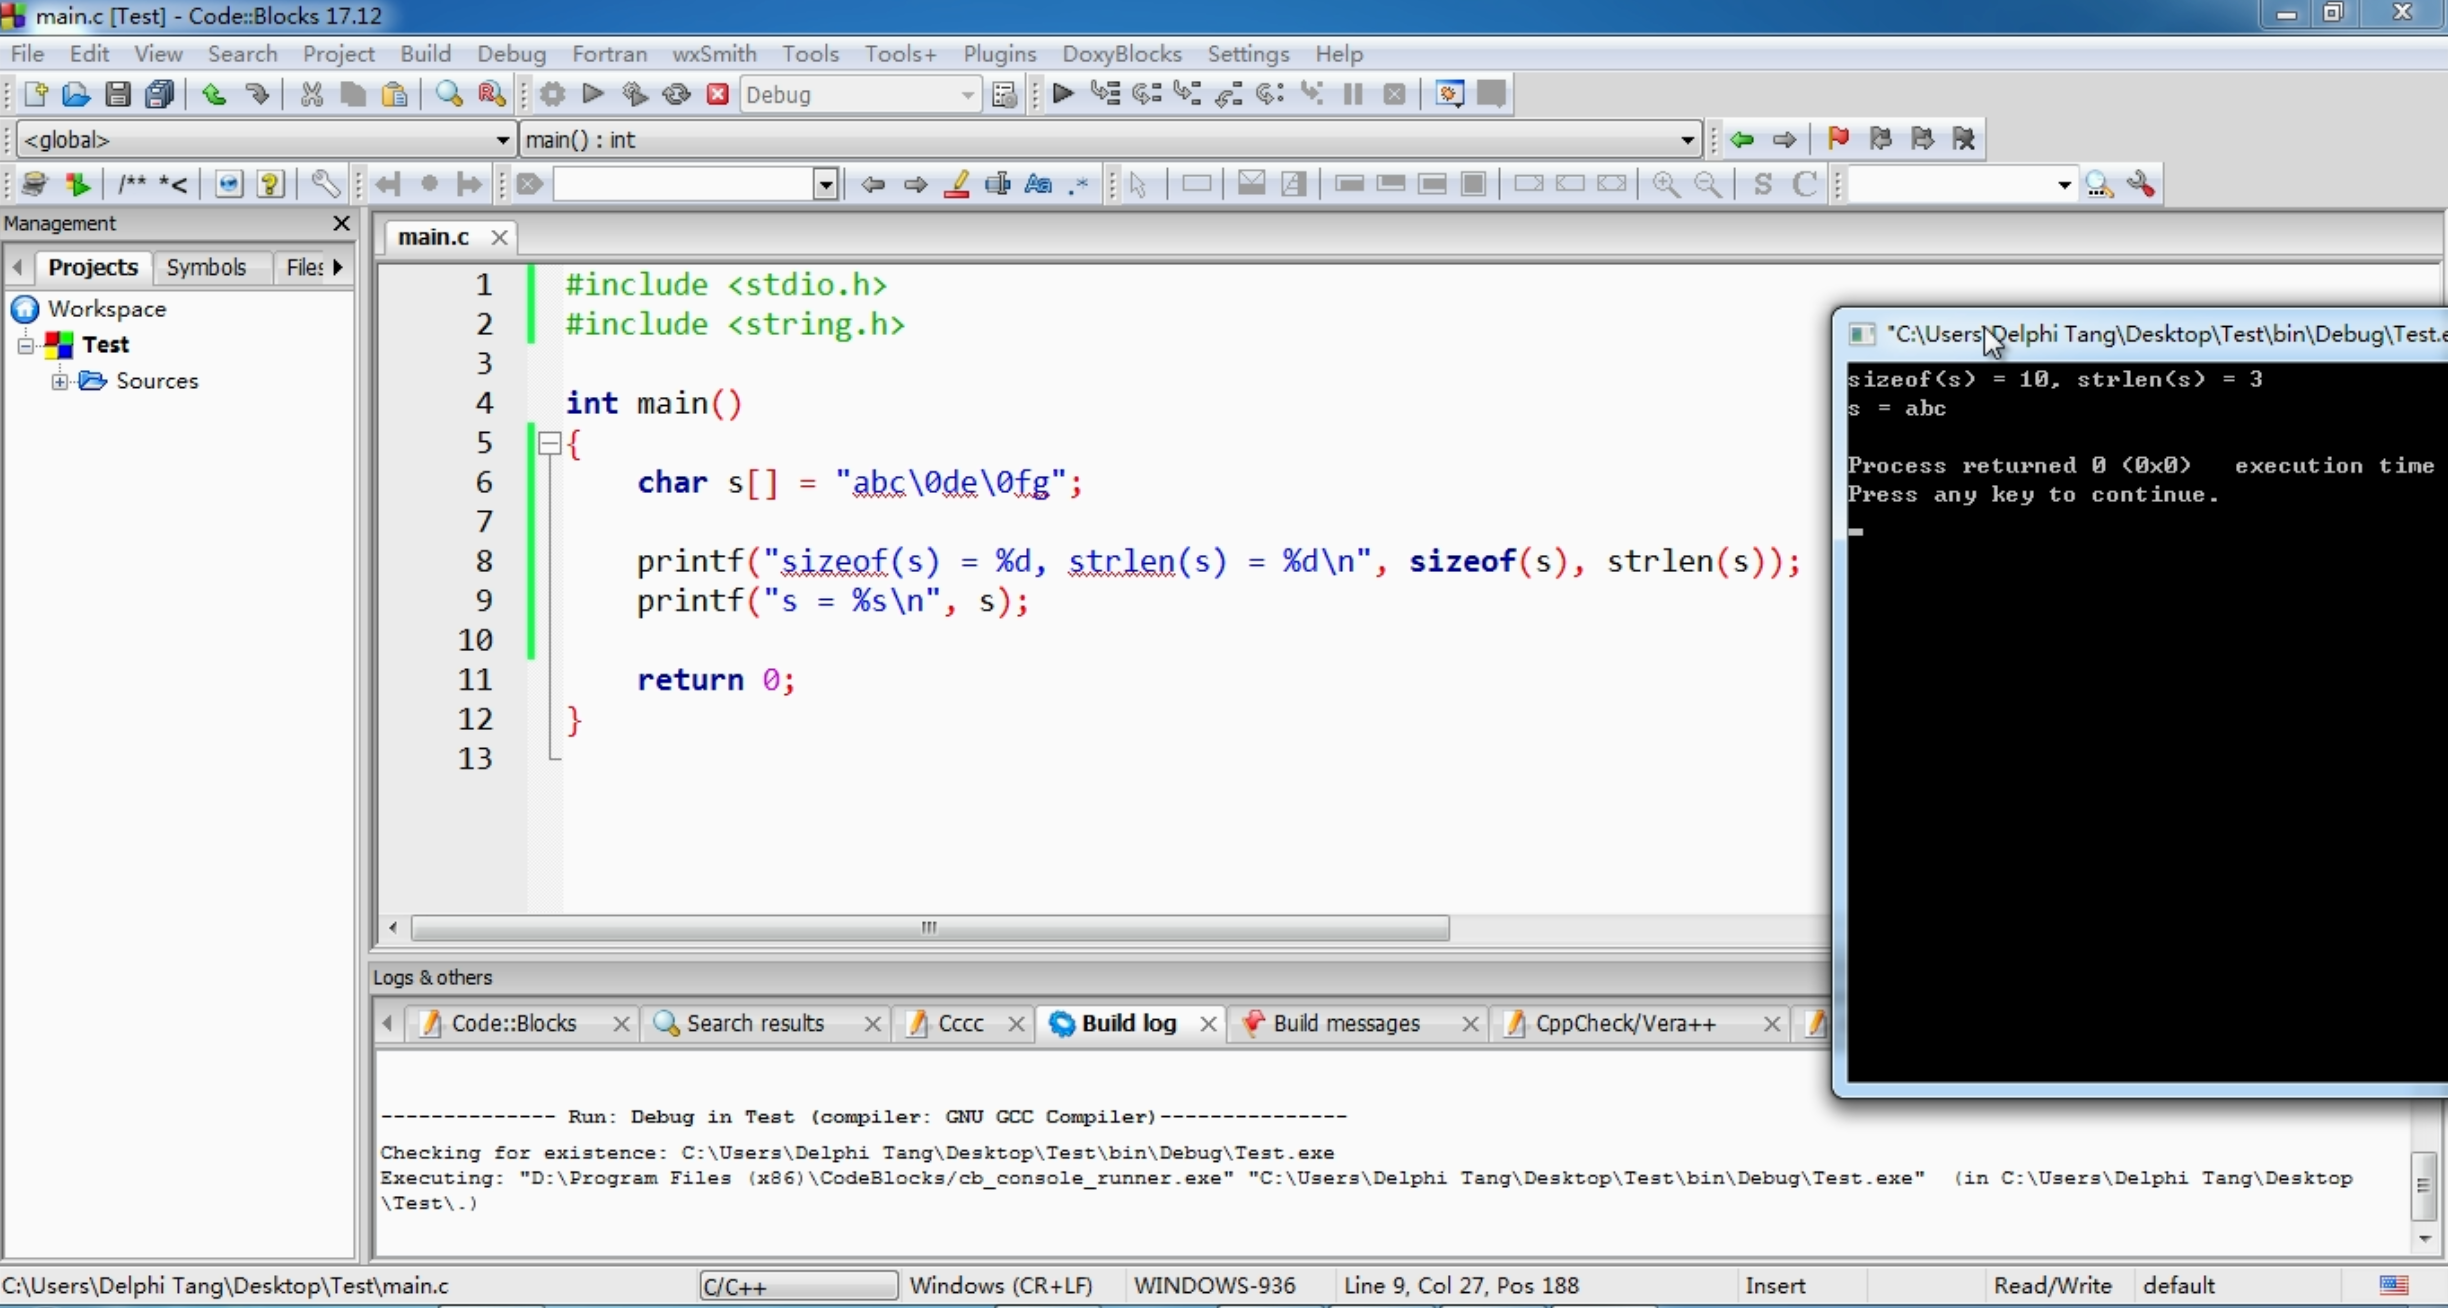 main.c [Test] - Code::Blocks 17.12
File Edit View Search Project Build Debug Fortran wxSmith Tools Tools+ Plugins DoxyBlocks Settings Help
Debug
<global> main() : int
/** *<
S C
Management
main.c
Projects Symbols Files
Workspace
Test
Sources
1 #include <stdio.h>
2 #include <string.h>
3
4 int main()
5 {
6 char s[] = "abc\0de\0fg";
7
8 printf("sizeof(s) = %d, strlen(s) = %d\n", sizeof(s), strlen(s));
9 printf("s = %s\n", s);
10
11 return 0;
12 }
13
"C:\Users\Delphi Tang\Desktop\Test\bin\Debug\Test.e
sizeof(s) = 10, strlen(s) = 3
s = abc
Process returned 0 (0x0) execution time
Press any key to continue.
Logs & others
Code::Blocks Search results Cccc Build log Build messages CppCheck/Vera++
-------------- Run: Debug in Test (compiler: GNU GCC Compiler)---------------
Checking for existence: C:\Users\Delphi Tang\Desktop\Test\bin\Debug\Test.exe
Executing: "D:\Program Files (x86)\CodeBlocks/cb_console_runner.exe" "C:\Users\Delphi Tang\Desktop\Test\bin\Debug\Test.exe" (in C:\Users\Delphi Tang\Desktop
\Test\.)
C:\Users\Delphi Tang\Desktop\Test\main.c C/C++ Windows (CR+LF) WINDOWS-936 Line 9, Col 27, Pos 188 Insert Read/Write default